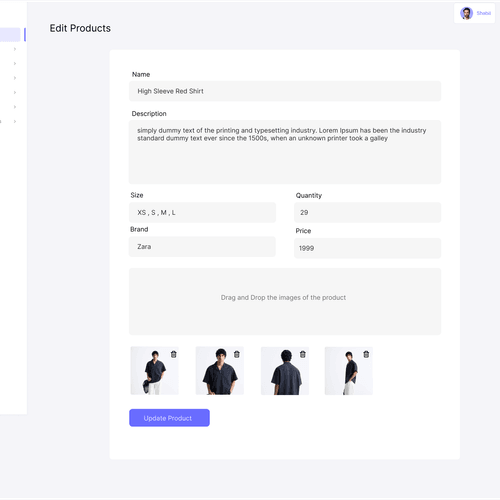 Shebil
Edit Products
Name
High Sleeve Red Shirt
Description
simply dummy text of the printing and typesetting industry. Lorem Ipsum has been the industry
standard dummy text ever since the 1500s, when an unknown printer took a galley
Size
Quantity
XS , S , M , L
29
Brand
Price
Zara
1999
Drag and Drop the images of the product
Update Product